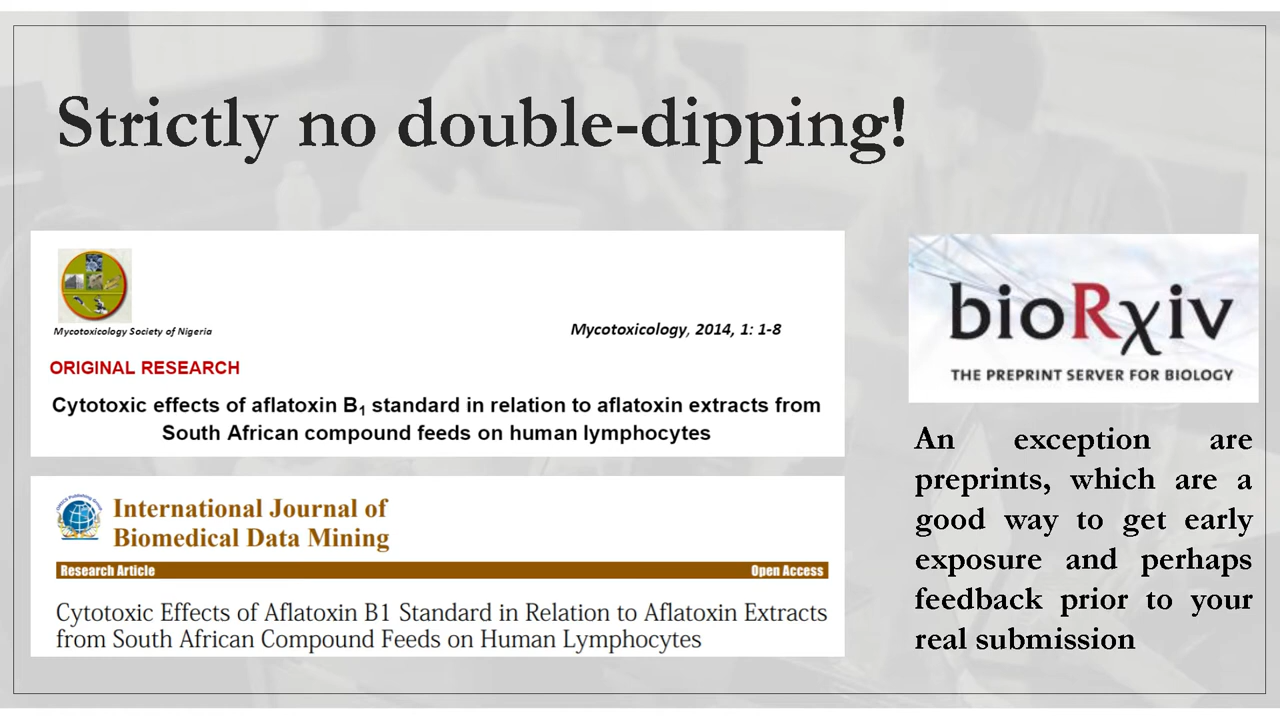 Strictly no double-dipping!
Mycotoxicology Society of Nigeria
Mycotoxicology, 2014, 1: 1-8
ORIGINAL RESEARCH
Cytotoxic effects of aflatoxin B₁ standard in relation to aflatoxin extracts from
South African compound feeds on human lymphocytes
International Journal of
Biomedical Data Mining
Research Article
Open Access
Cytotoxic Effects of Aflatoxin B1 Standard in Relation to Aflatoxin Extracts
from South African Compound Feeds on Human Lymphocytes
bioRχiv
THE PREPRINT SERVER FOR BIOLOGY
An exception are
preprints, which are a
good way to get early
exposure and perhaps
feedback prior to your
real submission